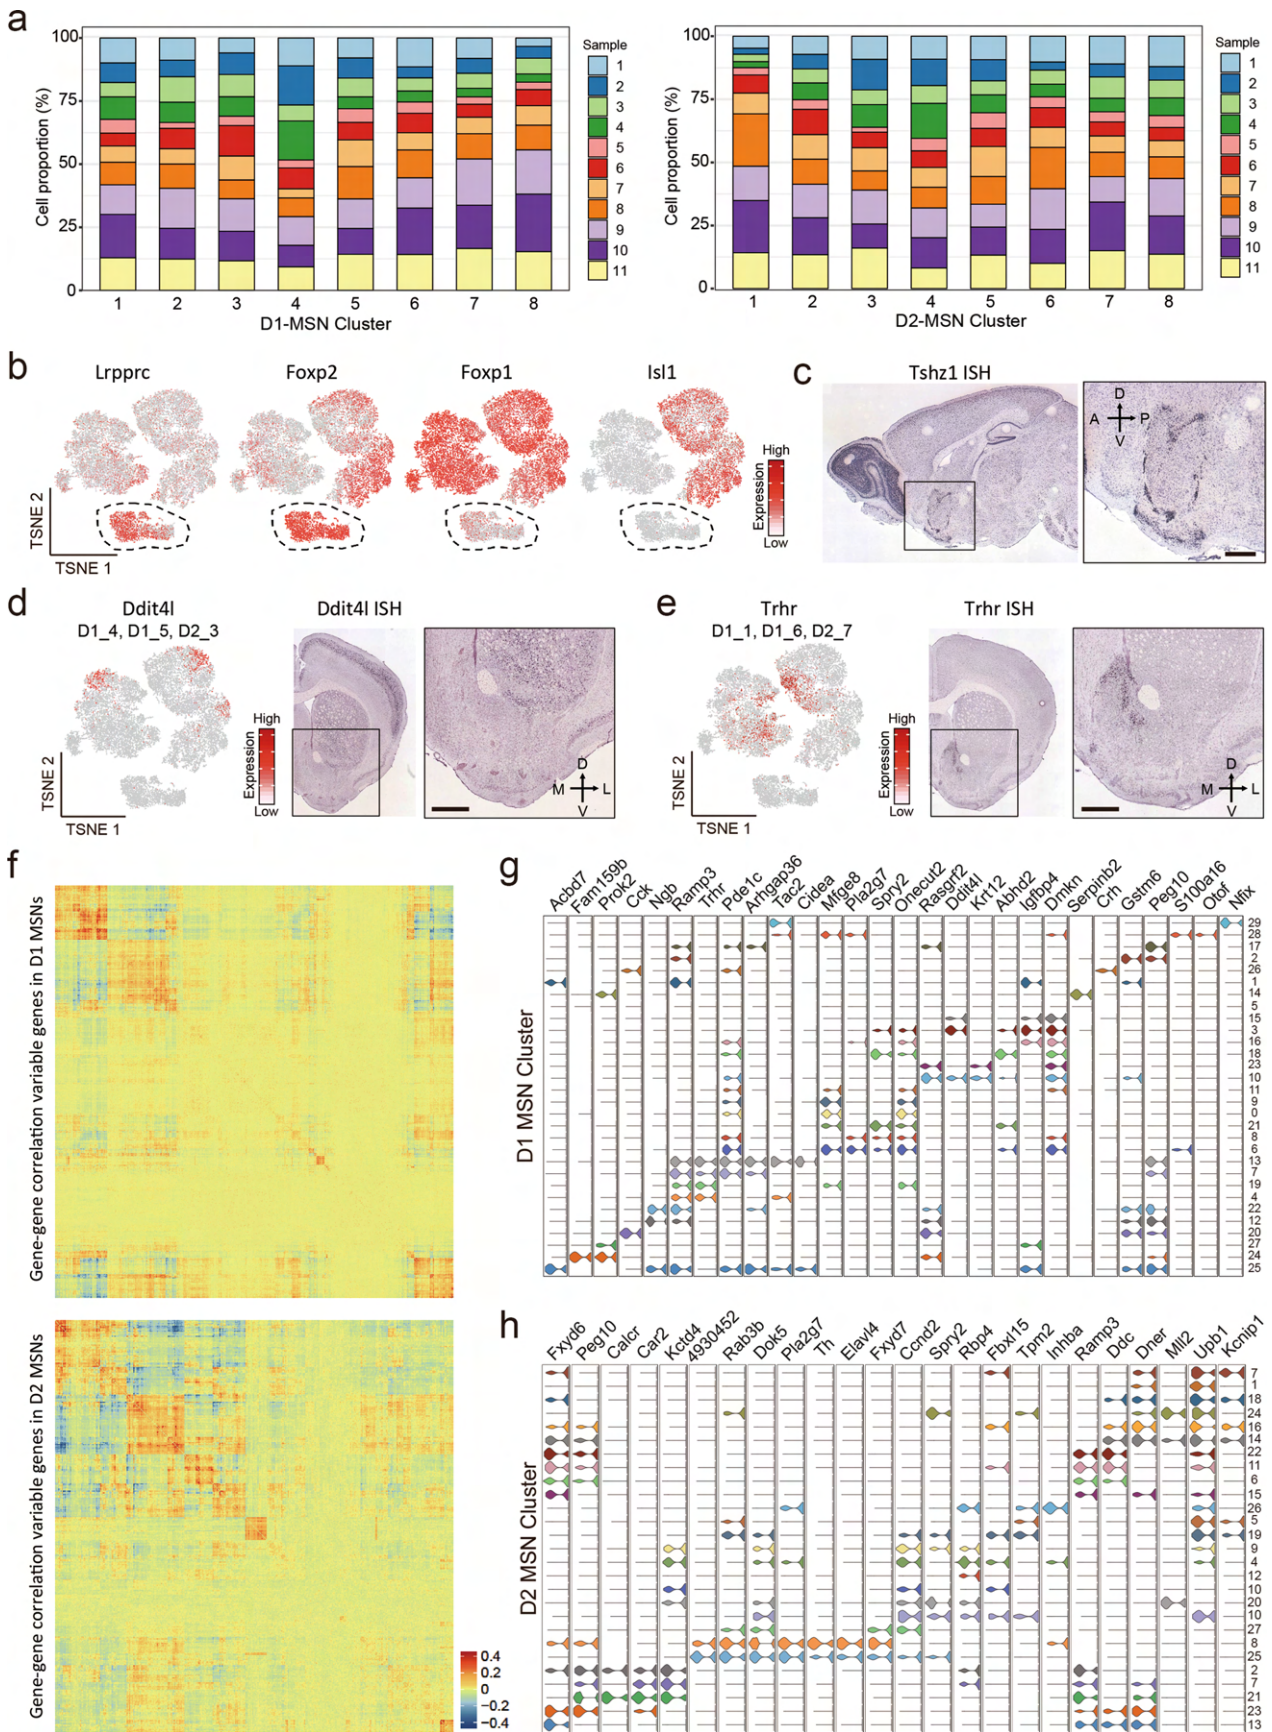 a
100
75
50
25
0
Cell proportion (%)
1 2 3 4 5 6 7 8
D1-MSN Cluster
Sample
1
2
3
4
5
6
7
8
9
10
11
100
75
50
25
0
Cell proportion (%)
1 2 3 4 5 6 7 8
D2-MSN Cluster
Sample
1
2
3
4
5
6
7
8
9
10
11
b
Lrpprc Foxp2 Foxp1 Isl1
TSNE 2
TSNE 1
High
Expression
Low
c
Tshz1 ISH
D
A P
V
d
Ddit4l
D1_4, D1_5, D2_3
Ddit4l ISH
TSNE 2
TSNE 1
High
Expression
Low
D
M L
V
e
Trhr
D1_1, D1_6, D2_7
Trhr ISH
TSNE 2
TSNE 1
High
Expression
Low
D
M L
V
f
Gene-gene correlation variable genes in D1 MSNs
Gene-gene correlation variable genes in D2 MSNs
0.4
0.2
0
−0.2
−0.4
g
Acbd7 Fam159b Prok2 Cck Ngb Ramp3 Trhr Pde1c Arhgap36 Tac2 Cidea Mfge8 Pla2g7 Spry2 Onecut2 Rasgrf2 Ddit4l Krt12 Abhd2 Igfbp4 Dmkn Serpinb2 Crh Gstm6 Peg10 S100a16 Otof Nfix
D1 MSN Cluster
29
28
17
2
26
1
14
5
15
3
16
18
23
10
11
9
0
21
8
6
13
7
19
4
22
12
20
27
24
25
h
Fxyd6 Peg10 Calcr Car2 Kctd4 4930452 Rab3b Dok5 Pla2g7 Th Elavl4 Fxyd7 Ccnd2 Spry2 Rbp4 Fbxl15 Tpm2 Inhba Ramp3 Ddc Dner Mill2 Upb1 Kcnip1
D2 MSN Cluster
7
1
18
24
16
14
22
11
6
15
26
5
19
9
4
12
10
20
10
27
8
25
2
7
21
23
13